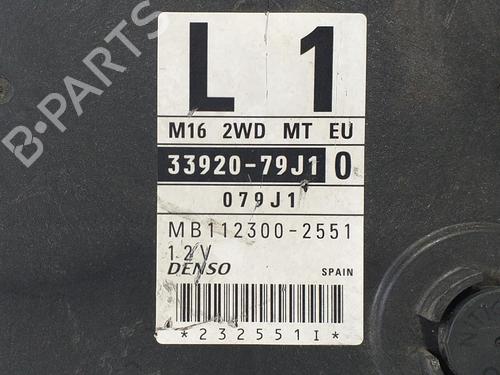 B-PARTS
L 1
M16 2WD MT EU
33920-79J1 0
079J1
MB112300-2551
12V
DENSO SPAIN
*232551I*